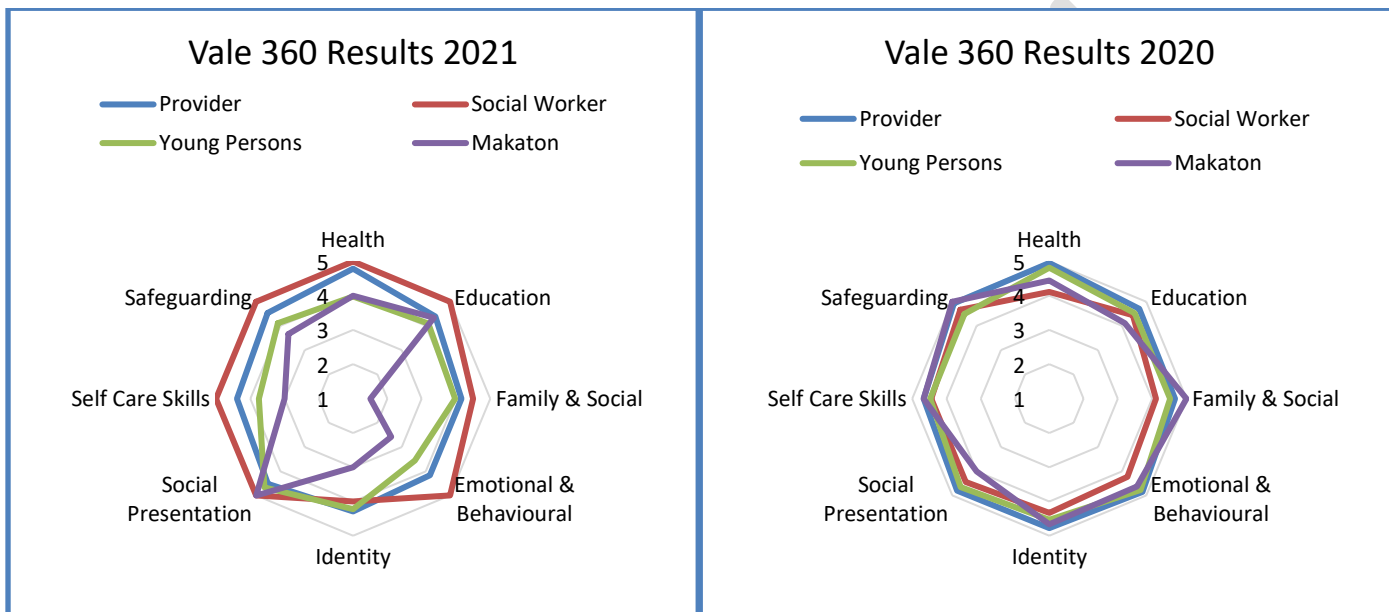 Vale 360 Results 2021
Provider
Social Worker
Young Persons
Makaton
Health
5
4
3
2
1
Education
Family & Social
Emotional &
Behavioural
Identity
Social
Presentation
Self Care Skills
Safeguarding
Vale 360 Results 2020
Provider
Social Worker
Young Persons
Makaton
Health
5
4
3
2
1
Education
Family & Social
Emotional &
Behavioural
Identity
Social
Presentation
Self Care Skills
Safeguarding